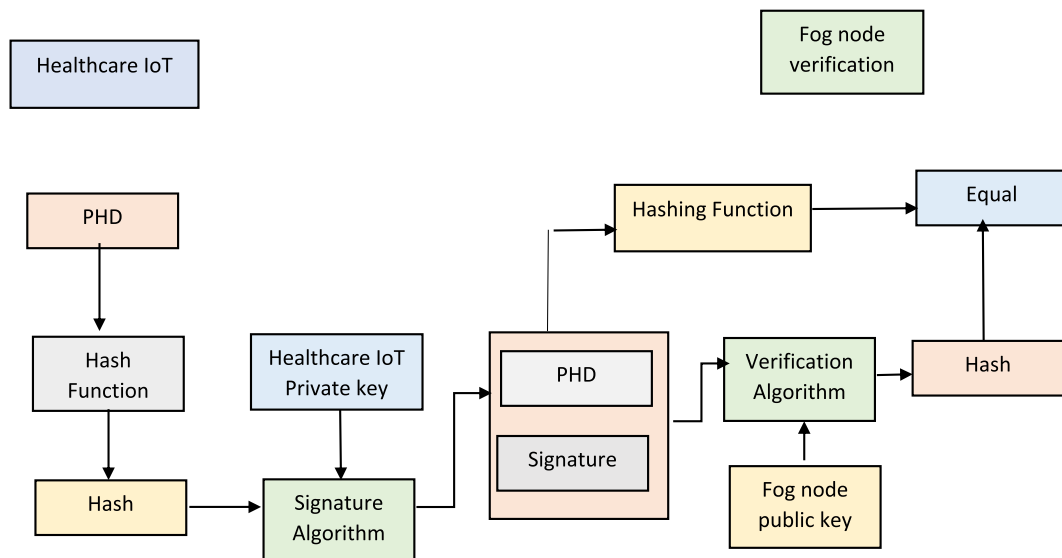 Healthcare IoT
Fog node
verification
PHD
Hashing Function
Equal
Hash
Function
Healthcare IoT
Private key
PHD
Signature
Verification
Algorithm
Hash
Hash
Signature
Algorithm
Fog node
public key